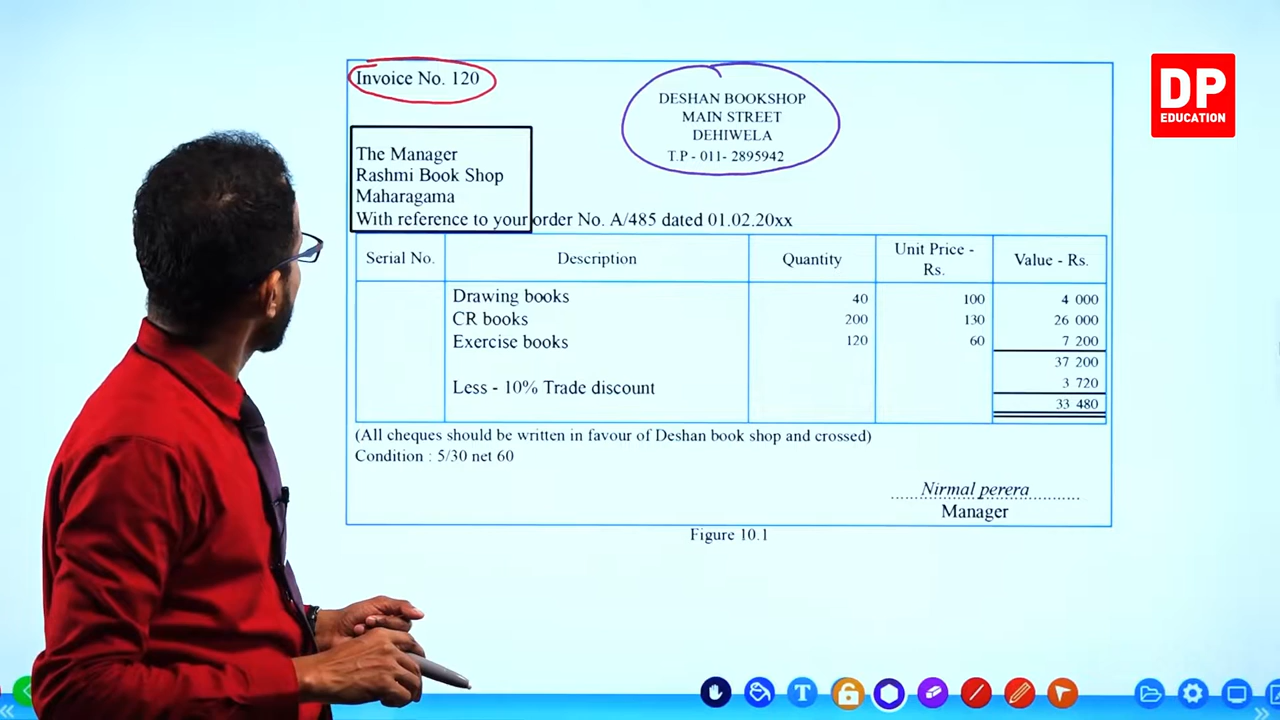 DP
EDUCATION
Invoice No. 120
DESHAN BOOKSHOP
MAIN STREET
DEHIWELA
T.P - 011- 2895942
The Manager
Rashmi Book Shop
Maharagama
With reference to your order No. A/485 dated 01.02.20xx
Serial No. Description Quantity Unit Price - Rs. Value - Rs.
Drawing books 40 100 4 000
CR books 200 130 26 000
Exercise books 120 60 7 200
37 200
Less - 10% Trade discount 3 720
33 480
(All cheques should be written in favour of Deshan book shop and crossed)
Condition : 5/30 net 60
Nirmal perera
Manager
Figure 10.1
T